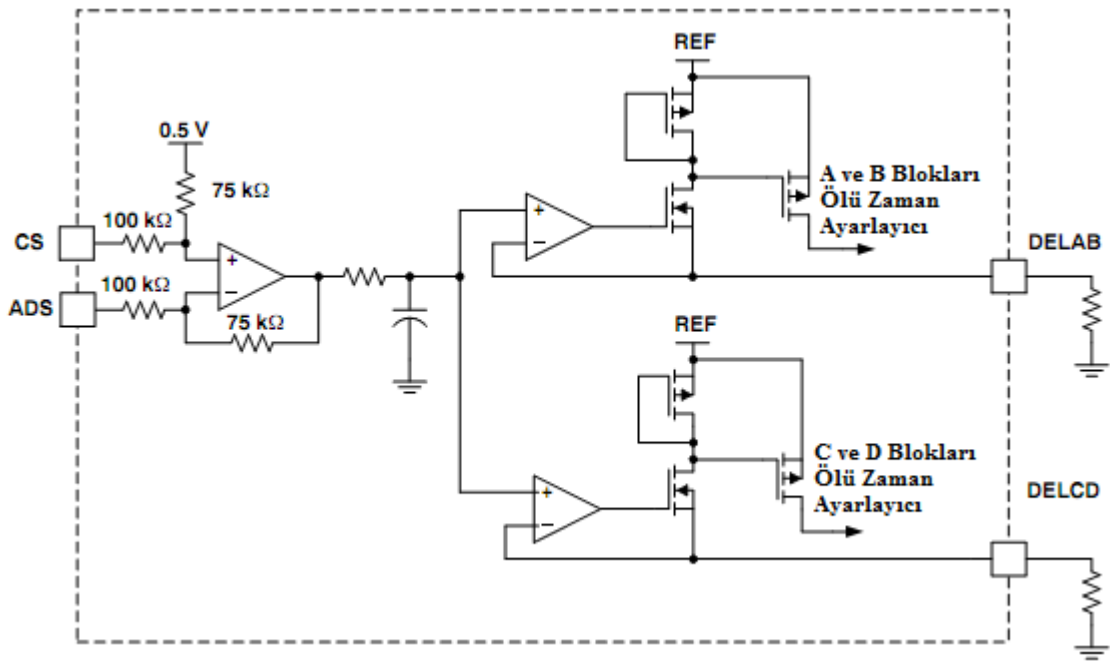 REF
0.5 V
75 kΩ
100 kΩ
CS
+
−
100 kΩ
ADS
75 kΩ
+
−
A ve B Blokları
Ölü Zaman
Ayarlayıcı
DELAB
REF
+
−
C ve D Blokları
Ölü Zaman
Ayarlayıcı
DELCD